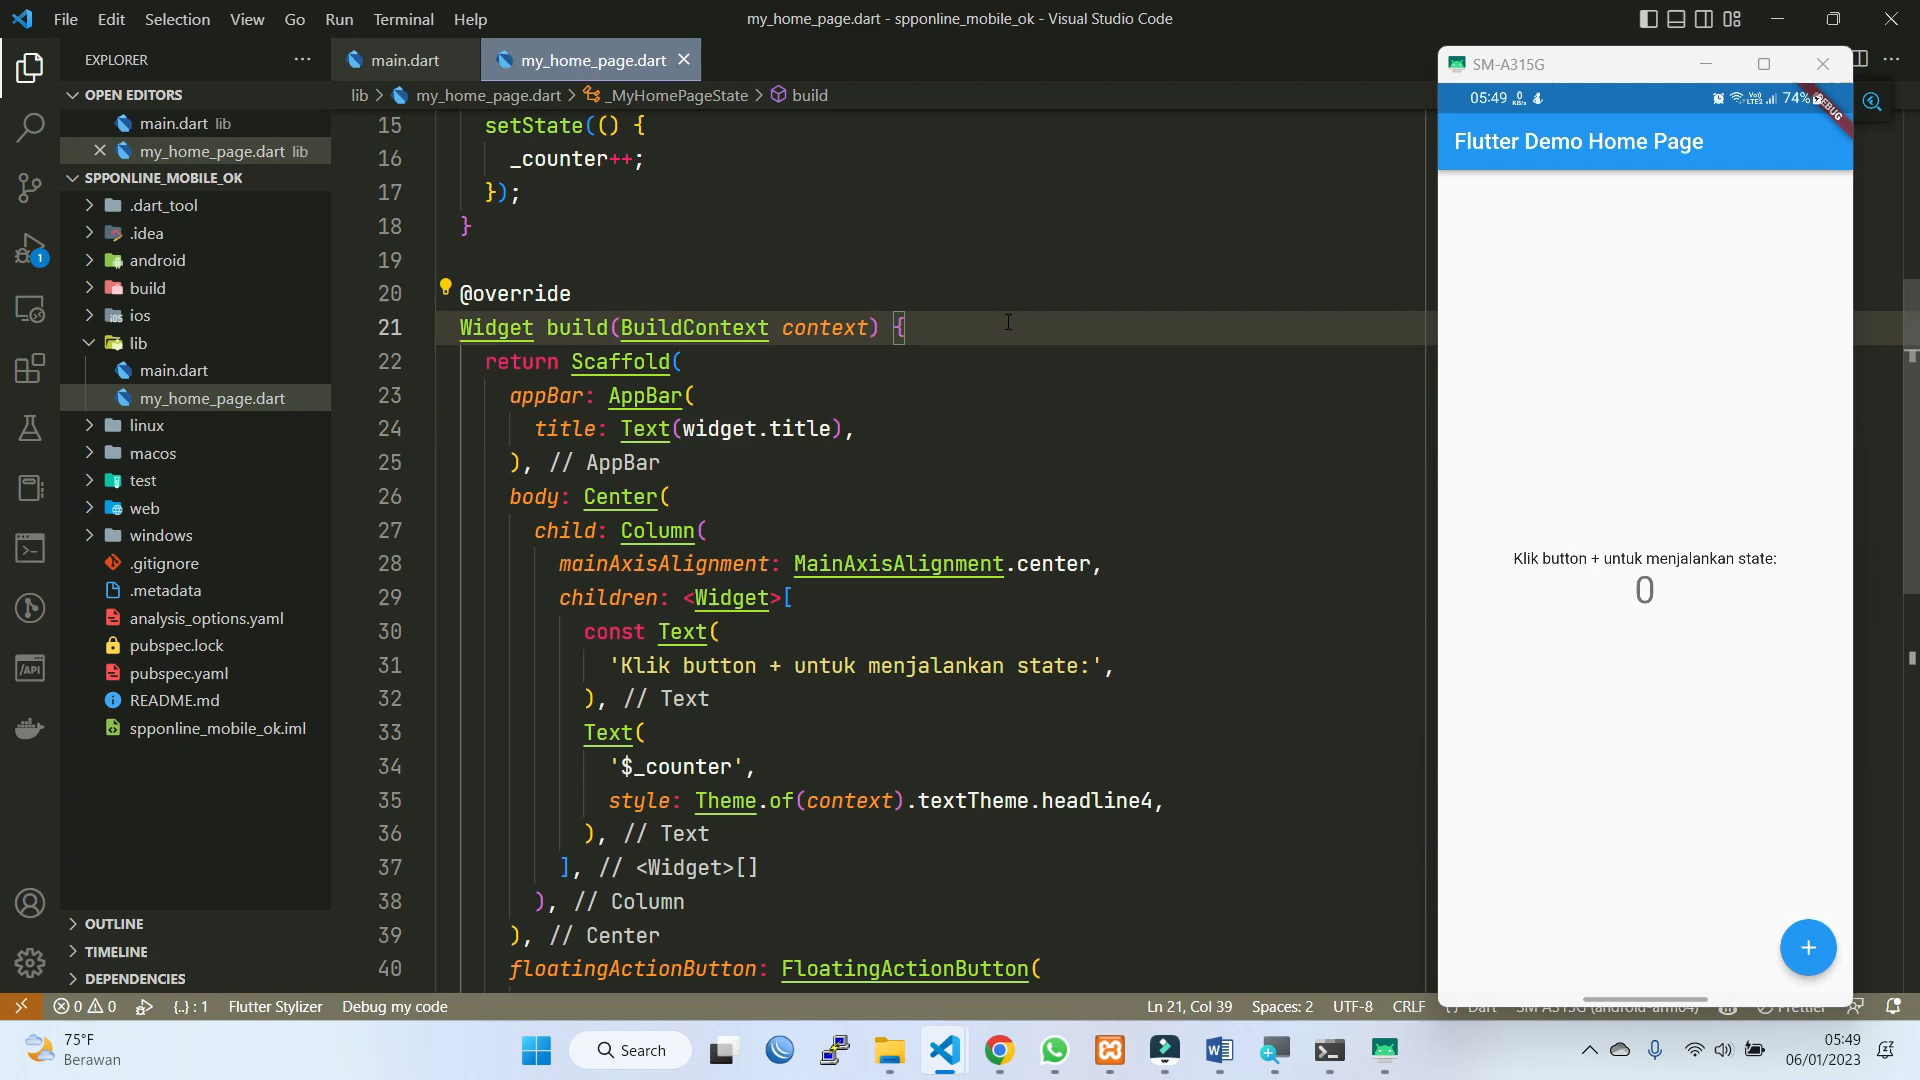 File Edit Selection View Go Run Terminal Help
my_home_page.dart - spponline_mobile_ok - Visual Studio Code
EXPLORER
OPEN EDITORS
main.dart lib
my_home_page.dart lib
SPPONLINE_MOBILE_OK
.dart_tool
.idea
android
build
ios
lib
main.dart
my_home_page.dart
linux
macos
test
web
windows
.gitignore
.metadata
analysis_options.yaml
pubspec.lock
pubspec.yaml
README.md
spponline_mobile_ok.iml
OUTLINE
TIMELINE
DEPENDENCIES
1
main.dart
my_home_page.dart
lib > my_home_page.dart > _MyHomePageState > build
15 setState(() {
16 _counter++;
17 });
18 }
19
20 @override
21 Widget build(BuildContext context) {
22 return Scaffold(
23 appBar: AppBar(
24 title: Text(widget.title),
25 ), // AppBar
26 body: Center(
27 child: Column(
28 mainAxisAlignment: MainAxisAlignment.center,
29 children: <Widget>[
30 const Text(
31 'Klik button + untuk menjalankan state:',
32 ), // Text
33 Text(
34 '$_counter',
35 style: Theme.of(context).textTheme.headline4,
36 ), // Text
37 ], // <Widget>[]
38 ), // Column
39 ), // Center
40 floatingActionButton: FloatingActionButton(
SM-A315G
05:49 74%
DEBUG
Flutter Demo Home Page
Klik button + untuk menjalankan state:
0
+
0 0 {..} : 1 Flutter Stylizer Debug my code
Ln 21, Col 39 Spaces: 2 UTF-8 CRLF
75°F
Berawan
Search
05:49
06/01/2023